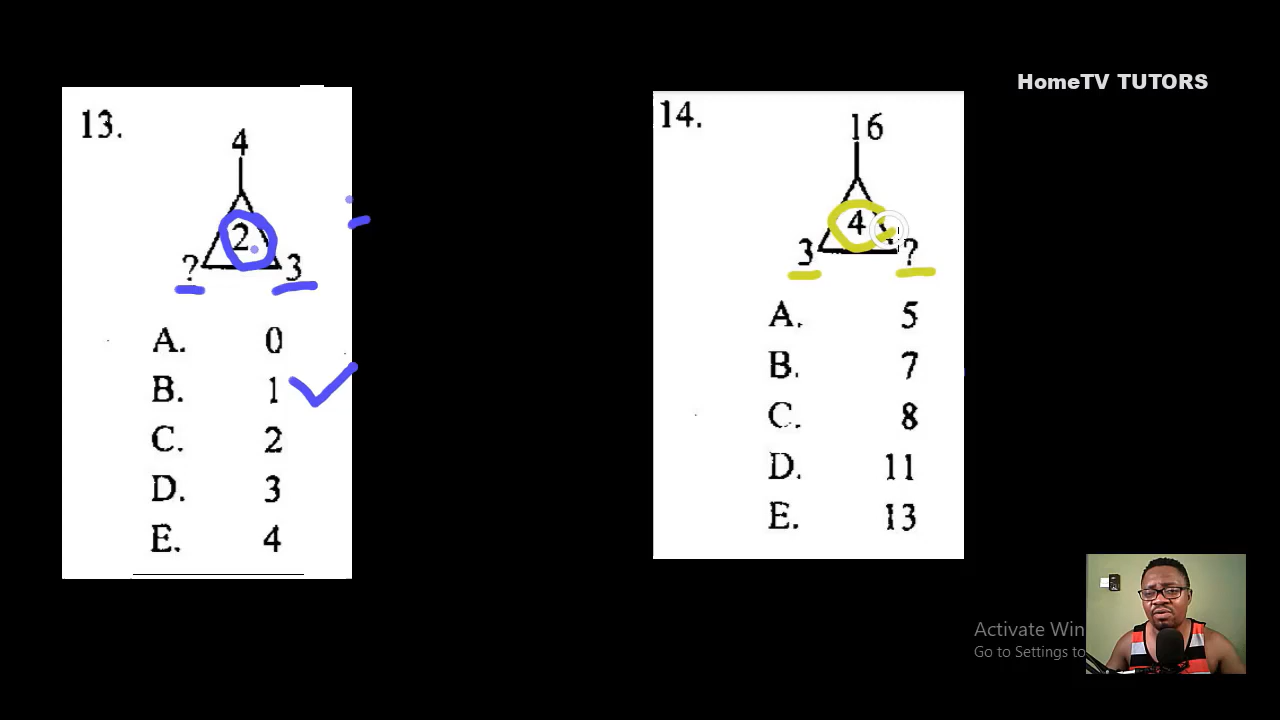 HomeTV TUTORS
13.
4
2
? 3
A. 0
B. 1
C. 2
D. 3
E. 4
14.
16
4
3 ?
A. 5
B. 7
C. 8
D. 11
E. 13
Activate Win
Go to Settings to